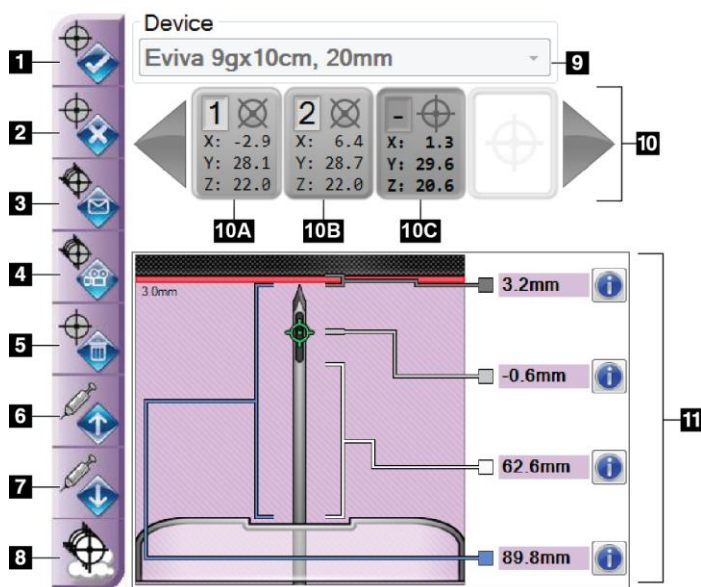 Device
1
Eviva 9gx10cm, 20mm
9
2
1
X: -2.9
Y: 28.1
Z: 22.0
2
X: 6.4
Y: 28.7
Z: 22.0
-
X: 1.3
Y: 29.6
Z: 20.6
10
3
10A
10B
10C
4
3.0mm
3.2mm
5
-0.6mm
6
11
7
62.6mm
8
89.8mm